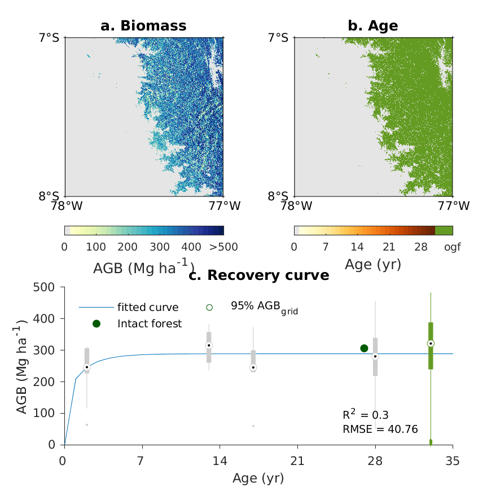 a. Biomass
b. Age
7°S
8°S
78°W
77°W
7°S
8°S
78°W
77°W
0 100 200 300 400 >500
AGB (Mg ha⁻¹)
0 7 14 21 28 ogf
Age (yr)
c. Recovery curve
500
400
300
200
100
0
AGB (Mg ha⁻¹)
fitted curve
95% AGB_grid
Intact forest
R² = 0.3
RMSE = 40.76
0 7 14 21 28 35
Age (yr)